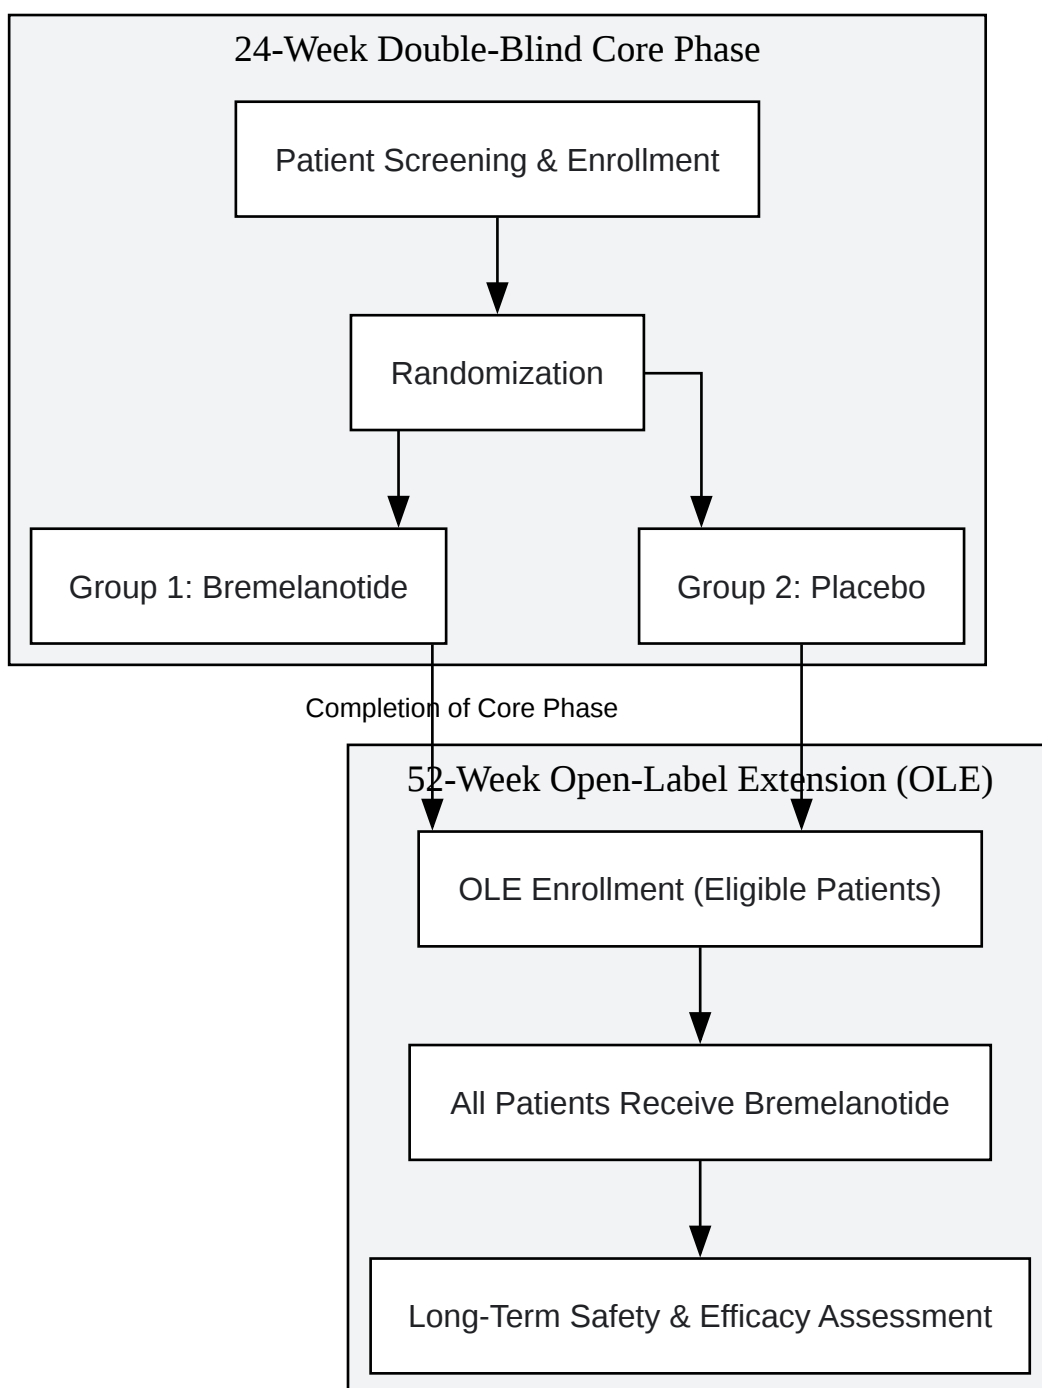 24-Week Double-Blind Core Phase
Patient Screening & Enrollment
Randomization
Group 1: Bremelanotide
Group 2: Placebo
Completion of Core Phase
52-Week Open-Label Extension (OLE)
OLE Enrollment (Eligible Patients)
All Patients Receive Bremelanotide
Long-Term Safety & Efficacy Assessment